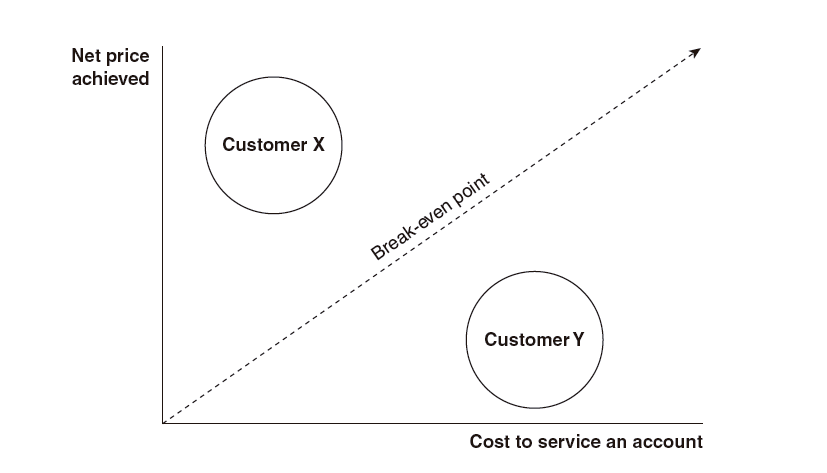 Net price
achieved
Customer X
Break-even point
Customer Y
Cost to service an account